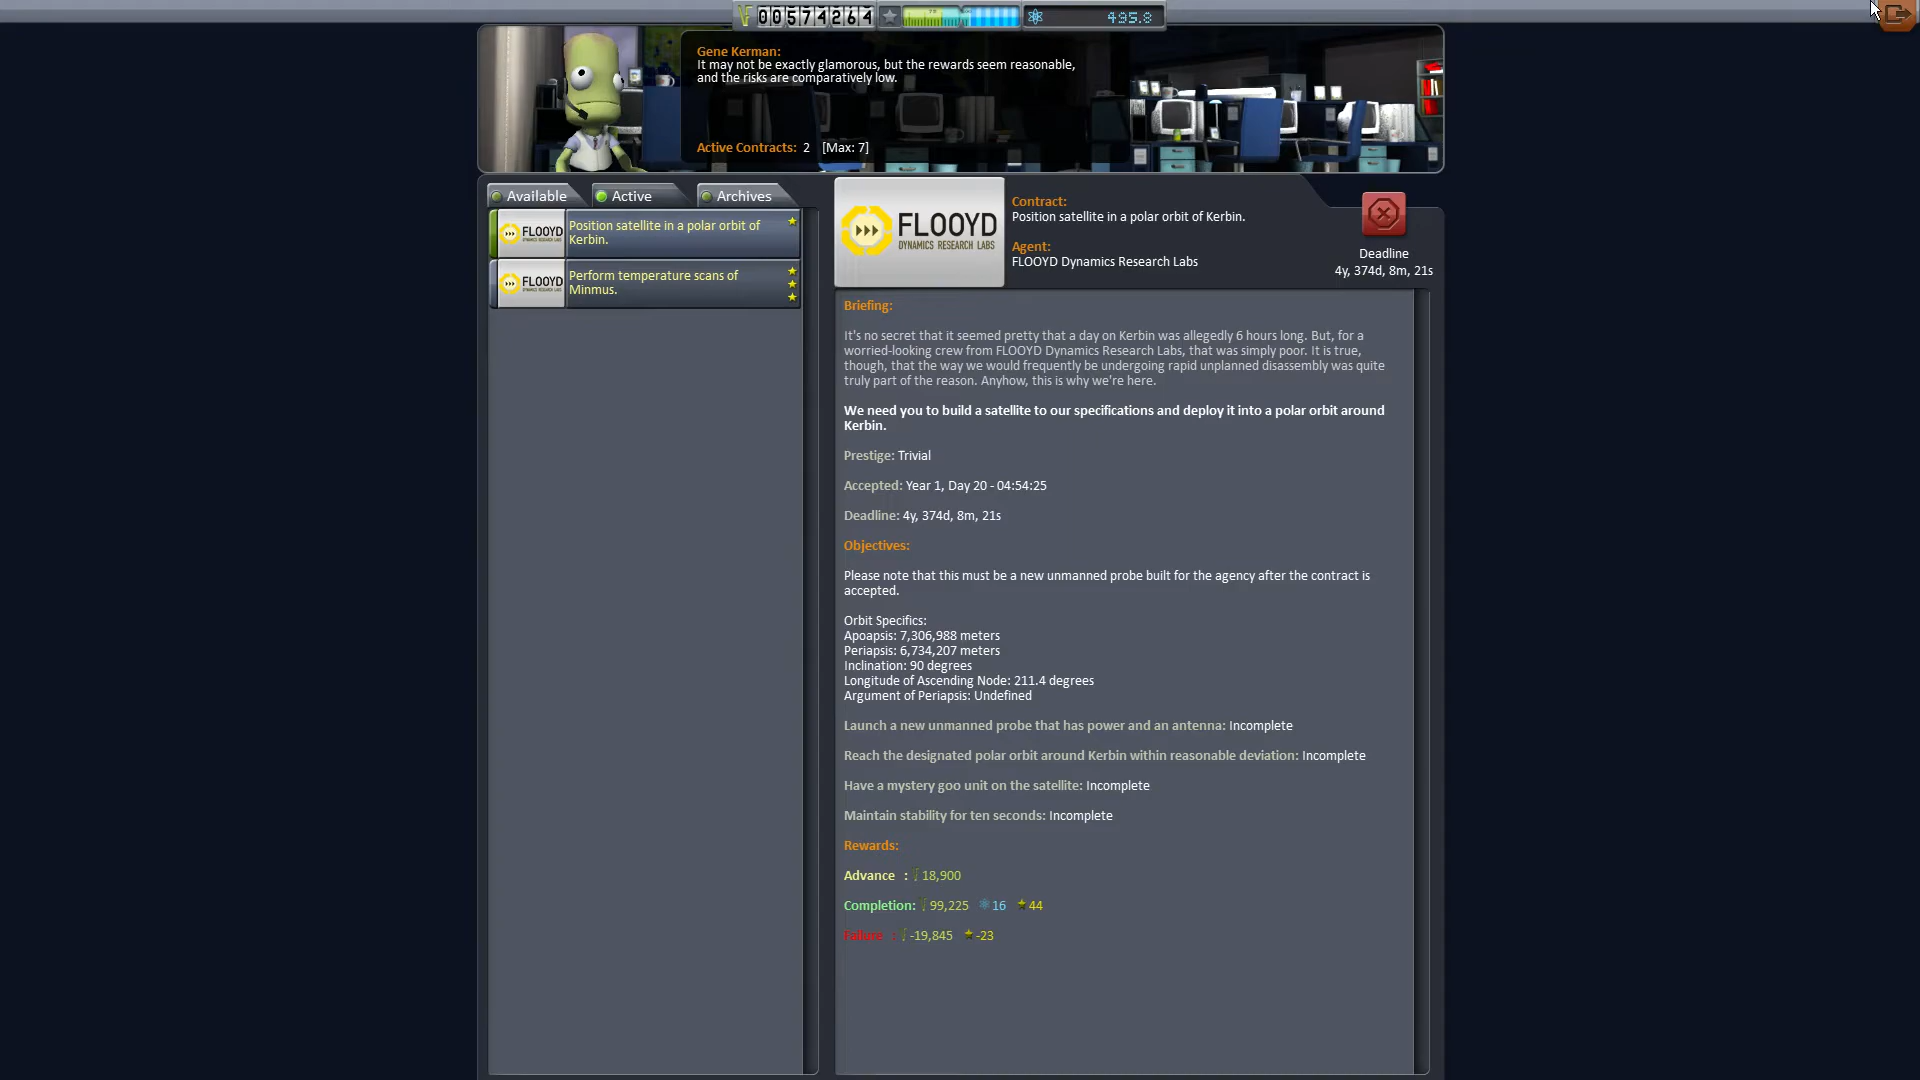 00574264
495.8
Gene Kerman:
It may not be exactly glamorous, but the rewards seem reasonable,
and the risks are comparatively low.
Active Contracts: 2 [Max: 7]
Available
Active
Archives
FLOOYD
Position satellite in a polar orbit of
Kerbin.
FLOOYD
Perform temperature scans of
Minmus.
FLOOYD
DYNAMICS RESEARCH LABS
Contract:
Position satellite in a polar orbit of Kerbin.
Agent:
FLOOYD Dynamics Research Labs
Deadline
4y, 374d, 8m, 21s
Briefing:
It's no secret that it seemed pretty that a day on Kerbin was allegedly 6 hours long. But, for a
worried-looking crew from FLOOYD Dynamics Research Labs, that was simply poor. It is true,
though, that the way we would frequently be undergoing rapid unplanned disassembly was quite
truly part of the reason. Anyhow, this is why we're here.
We need you to build a satellite to our specifications and deploy it into a polar orbit around
Kerbin.
Prestige: Trivial
Accepted: Year 1, Day 20 - 04:54:25
Deadline: 4y, 374d, 8m, 21s
Objectives:
Please note that this must be a new unmanned probe built for the agency after the contract is
accepted.
Orbit Specifics:
Apoapsis: 7,306,988 meters
Periapsis: 6,734,207 meters
Inclination: 90 degrees
Longitude of Ascending Node: 211.4 degrees
Argument of Periapsis: Undefined
Launch a new unmanned probe that has power and an antenna: Incomplete
Reach the designated polar orbit around Kerbin within reasonable deviation: Incomplete
Have a mystery goo unit on the satellite: Incomplete
Maintain stability for ten seconds: Incomplete
Rewards:
Advance : 18,900
Completion: 99,225 16 44
Failure : -19,845 -23